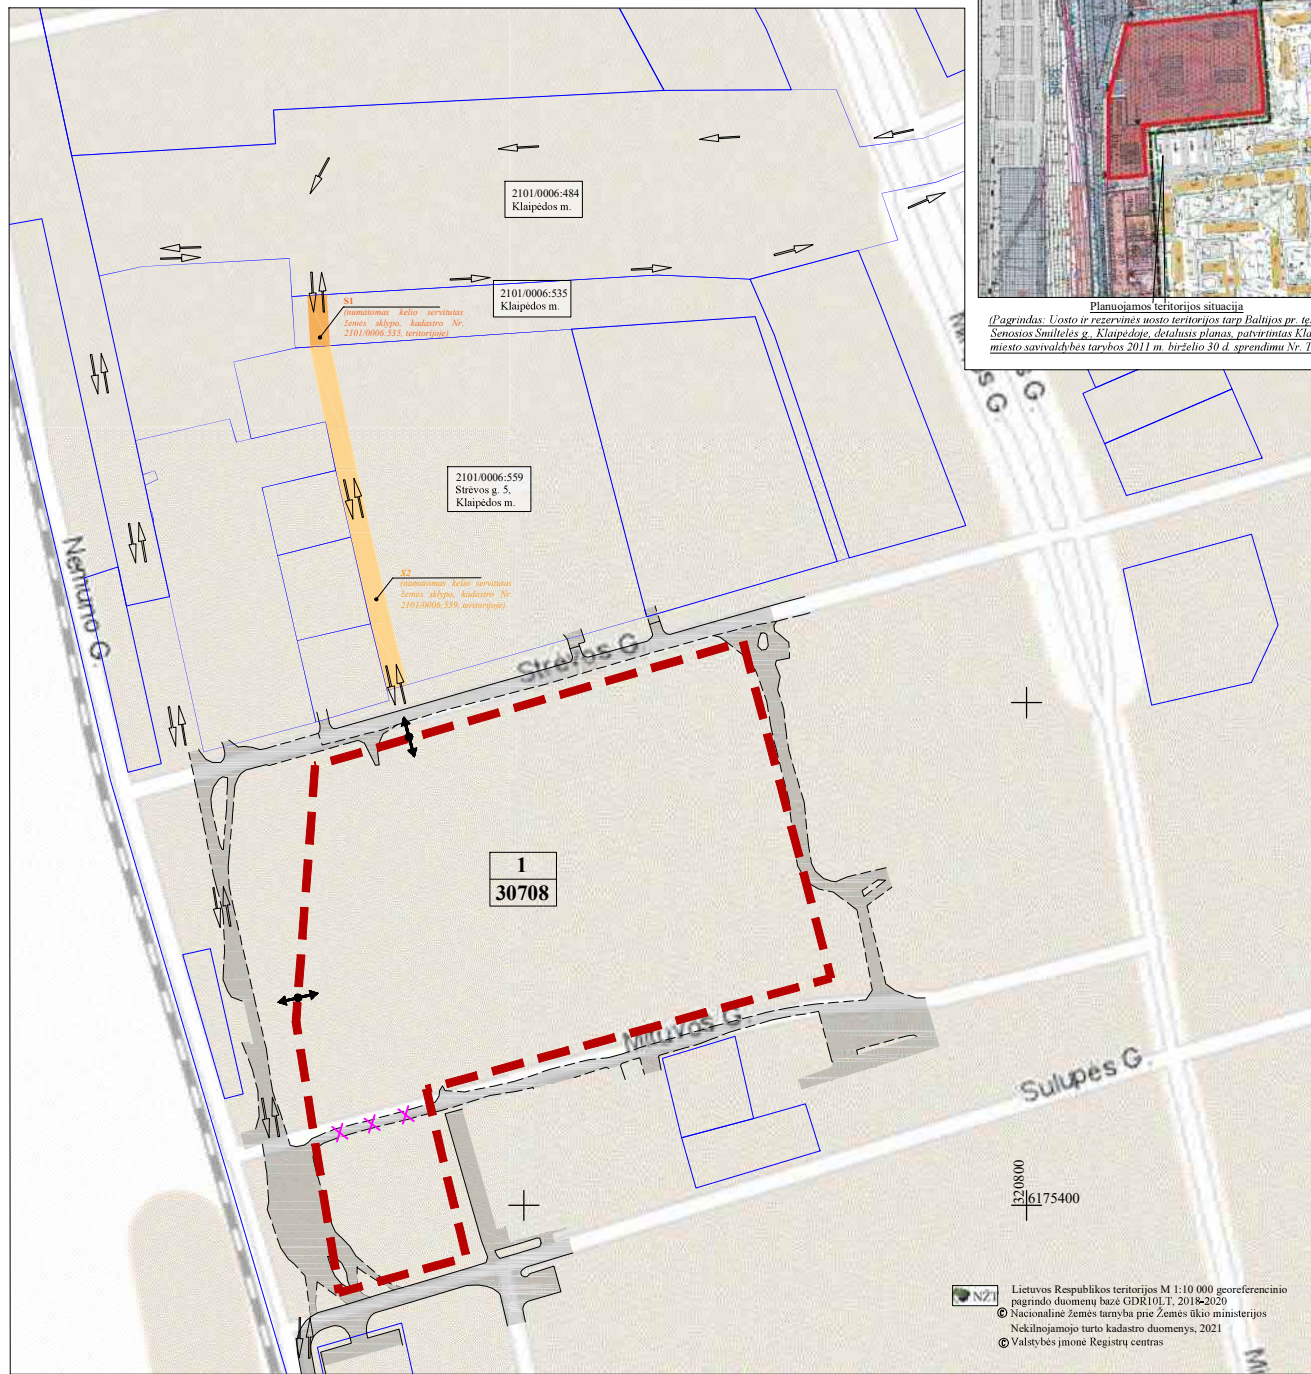 2101/0006:484
Klaipėdos m.
2101/0006:535
Klaipėdos m.
S1
(numatomas kelio servitutas
žemės sklypo, kadastro Nr.
2101/0006:535, teritorijoje)
Planuojamos teritorijos situacija
(Pagrindas: Uosto ir rezervinės uosto teritorijos tarp Baltijos pr. tę
Senosios Smiltelės g., Klaipėdoje, detalusis planas, patvirtintas Kla
miesto savivaldybės tarybos 2011 m. birželio 30 d. sprendimu Nr. T
G.
G.
2101/0006:559
Strėvos g. 5,
Klaipėdos m.
Nemuno G.
S2
(numatomas kelio servitutas
žemės sklypo, kadastro Nr.
2101/0006:559, teritorijoje)
Strėvos G.
1
30708
Mituvos G.
Sulupės G.
320800
6175400
NŽT
Lietuvos Respublikos teritorijos M 1:10 000 georeferencinio
pagrindo duomenų bazė GDR10LT, 2018-2020
© Nacionalinė žemės tarnyba prie Žemės ūkio ministerijos
Nekilnojamojo turto kadastro duomenys, 2021
© Valstybės įmonė Registrų centras